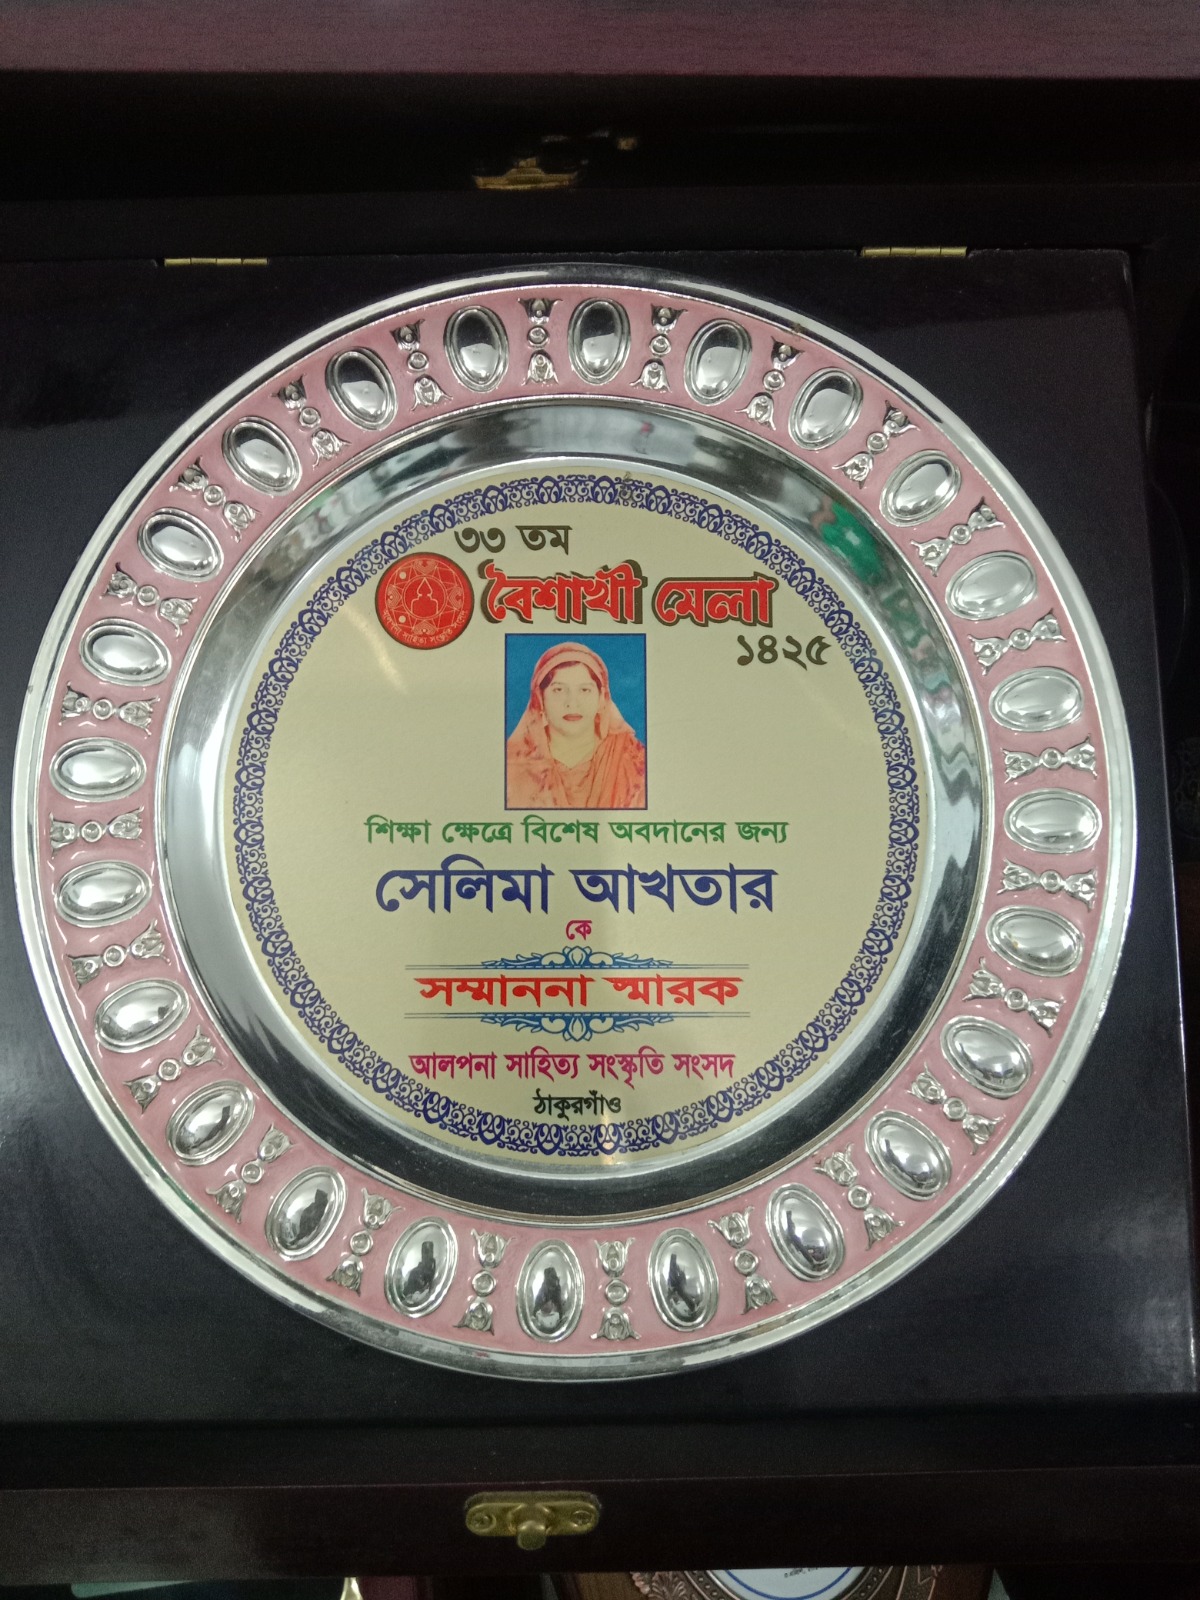 ৩৩ তম
বৈশাখী মেলা
১৪২৫
শিক্ষা ক্ষেত্রে বিশেষ অবদানের জন্য
সেলিমা আখতার
কে
সম্মাননা স্মারক
আলপনা সাহিত্য সংস্কৃতি সংসদ
ঠাকুরগাঁও